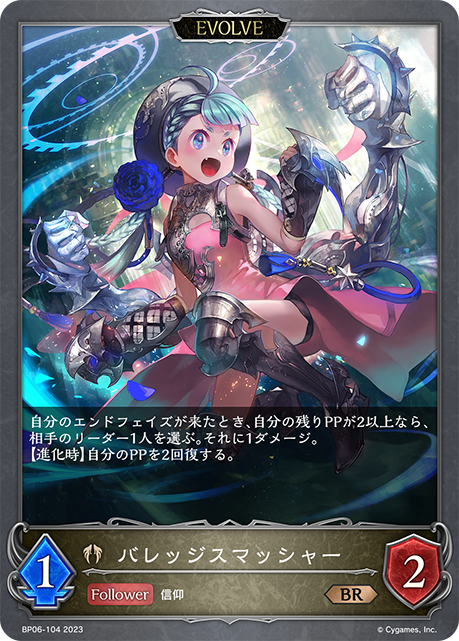 EVOLVE
自分のエンドフェイズが来たとき、自分の残りPPが2以上なら、
相手のリーダー1人を選ぶ。それに1ダメージ。
【進化時】自分のPPを2回復する。
バレッジスマッシャー
1
2
Follower 信仰
BR
BP06-104 2023
© Cygames, Inc.